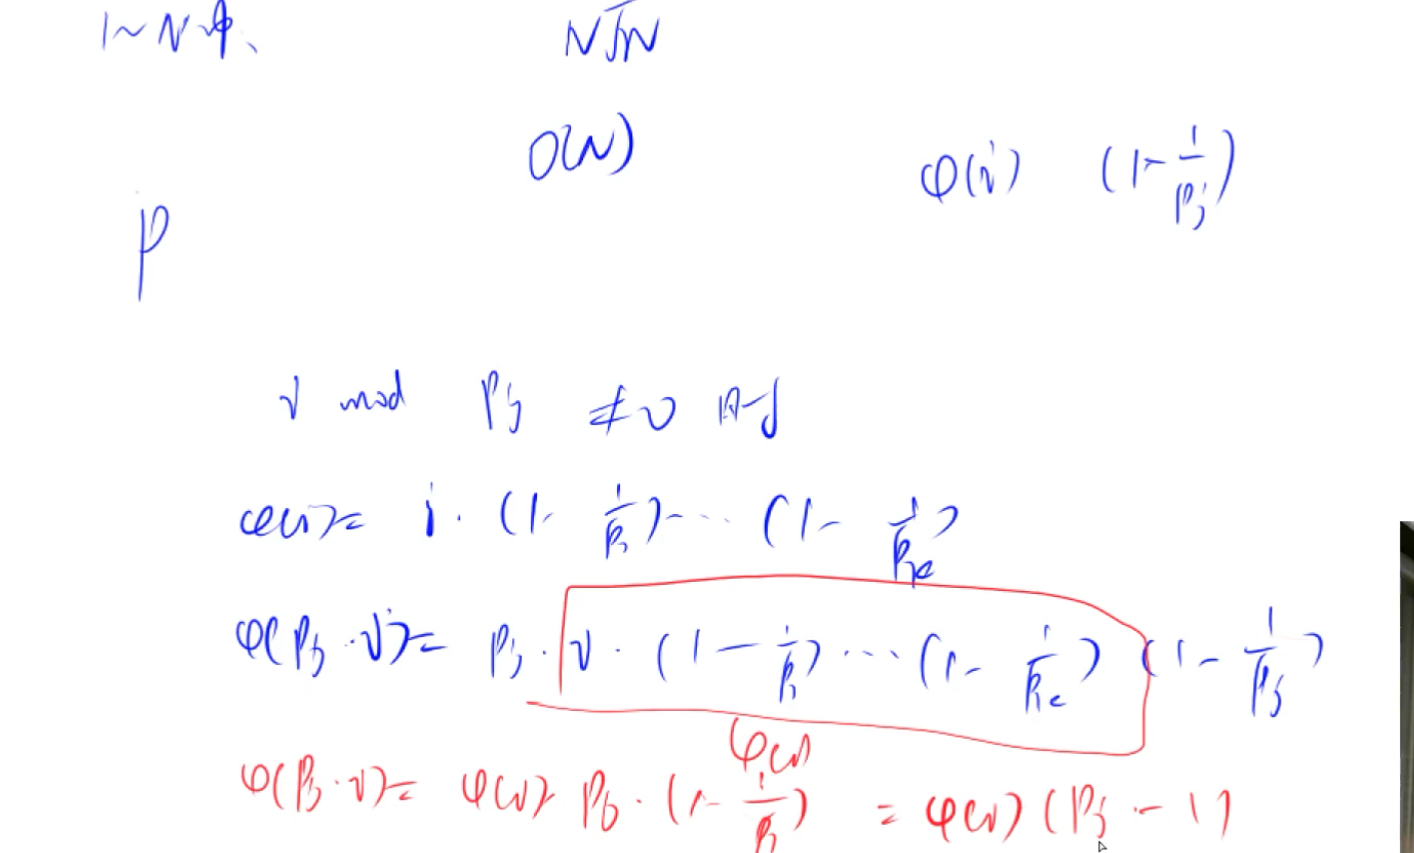 1~N中、 N√N
O(N)
φ(i) (1-1/Pj)
P
i mod Pj ≠0 时
φ(i)= i·(1-1/P1)···(1-1/Pk)
φ(Pj·i)= Pj·i·(1-1/P1)···(1-1/Pk)(1-1/Pj)
φ(i)
φ(Pj·i)= φ(i)× Pj·(1-1/Pj) = φ(i)(Pj-1)